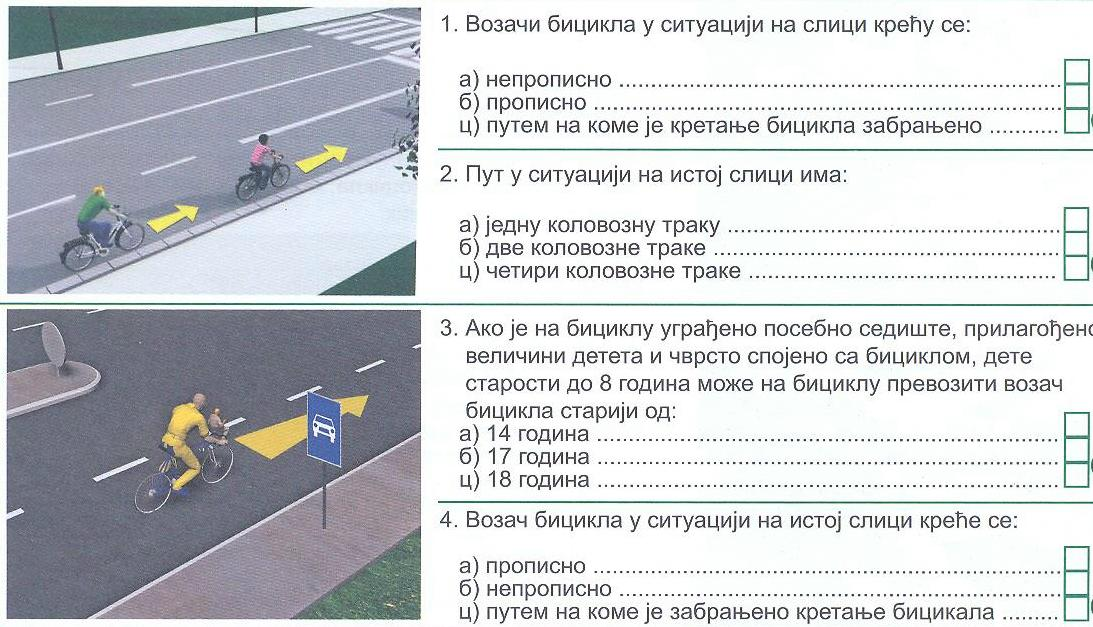 1. Возачи бицикла у ситуацији на слици крећу се:
а) непрописно
б) прописно
ц) путем на коме је кретање бицикла забрањено
2. Пут у ситуацији на истој слици има:
а) једну коловозну траку
б) две коловозне траке
ц) четири коловозне траке
3. Ако је на бициклу уграђено посебно седиште, прилагођено
величини детета и чврсто спојено са бициклом, дете
старости до 8 година може на бициклу превозити возач
бицикла старији од:
а) 14 година
б) 17 година
ц) 18 година
4. Возач бицикла у ситуацији на истој слици креће се:
а) прописно
б) непрописно
ц) путем на коме је забрањено кретање бицикала